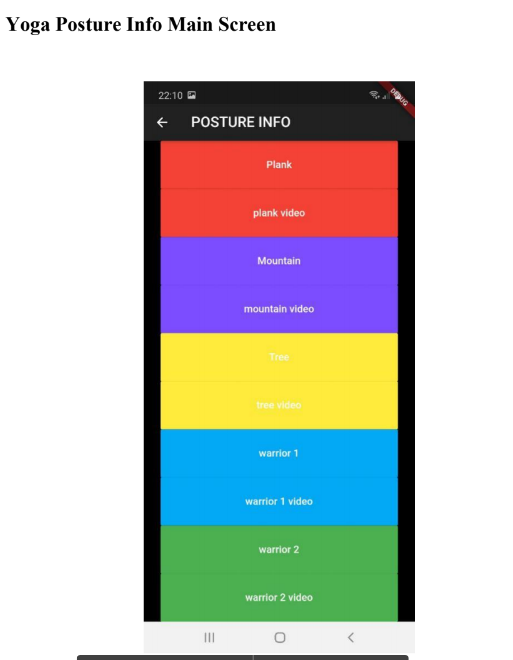 Yoga Posture Info Main Screen
22:10
DEBUG
POSTURE INFO
Plank
plank video
Mountain
mountain video
Tree
tree video
warrior 1
warrior 1 video
warrior 2
warrior 2 video